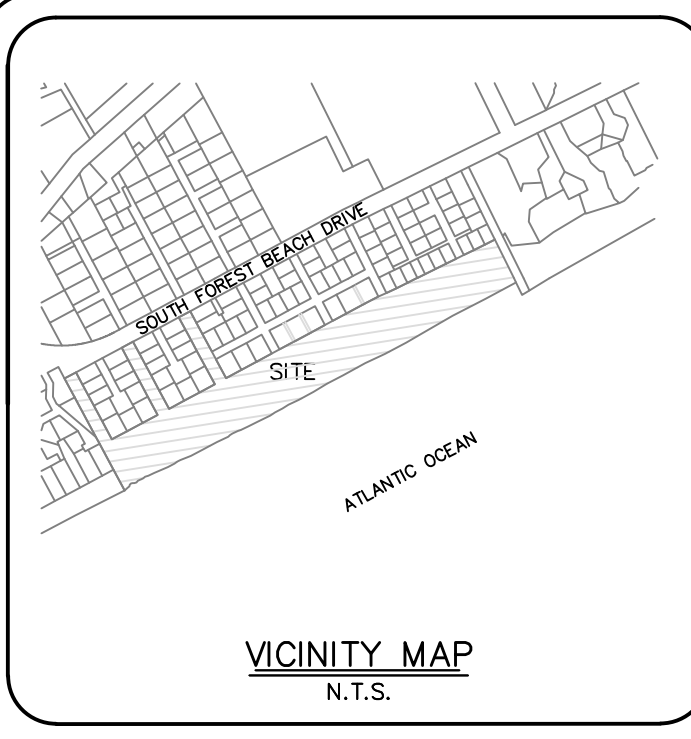 SOUTH FOREST BEACH DRIVE
SITE
ATLANTIC OCEAN
VICINITY MAP
N.T.S.